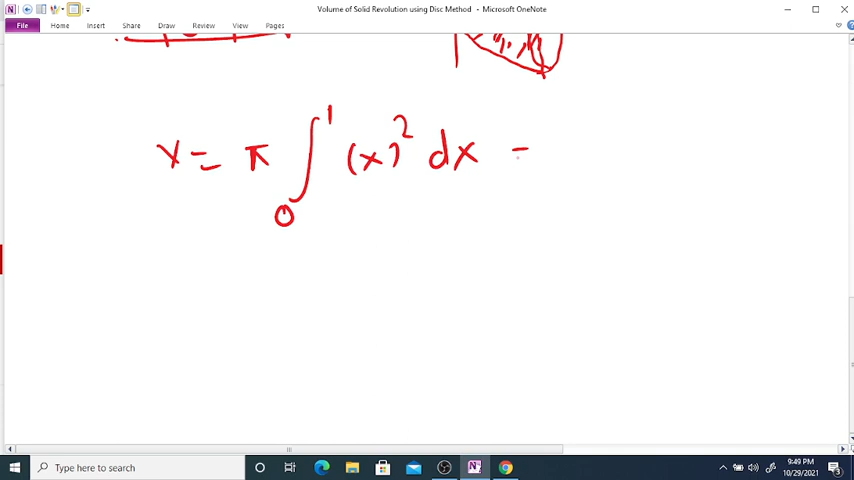 Volume of Solid Revolution using Disc Method - Microsoft OneNote
File Home Insert Share Draw Review View Pages
V = π ∫₀¹ (x)² dx =
Type here to search
9:49 PM
10/29/2021
3